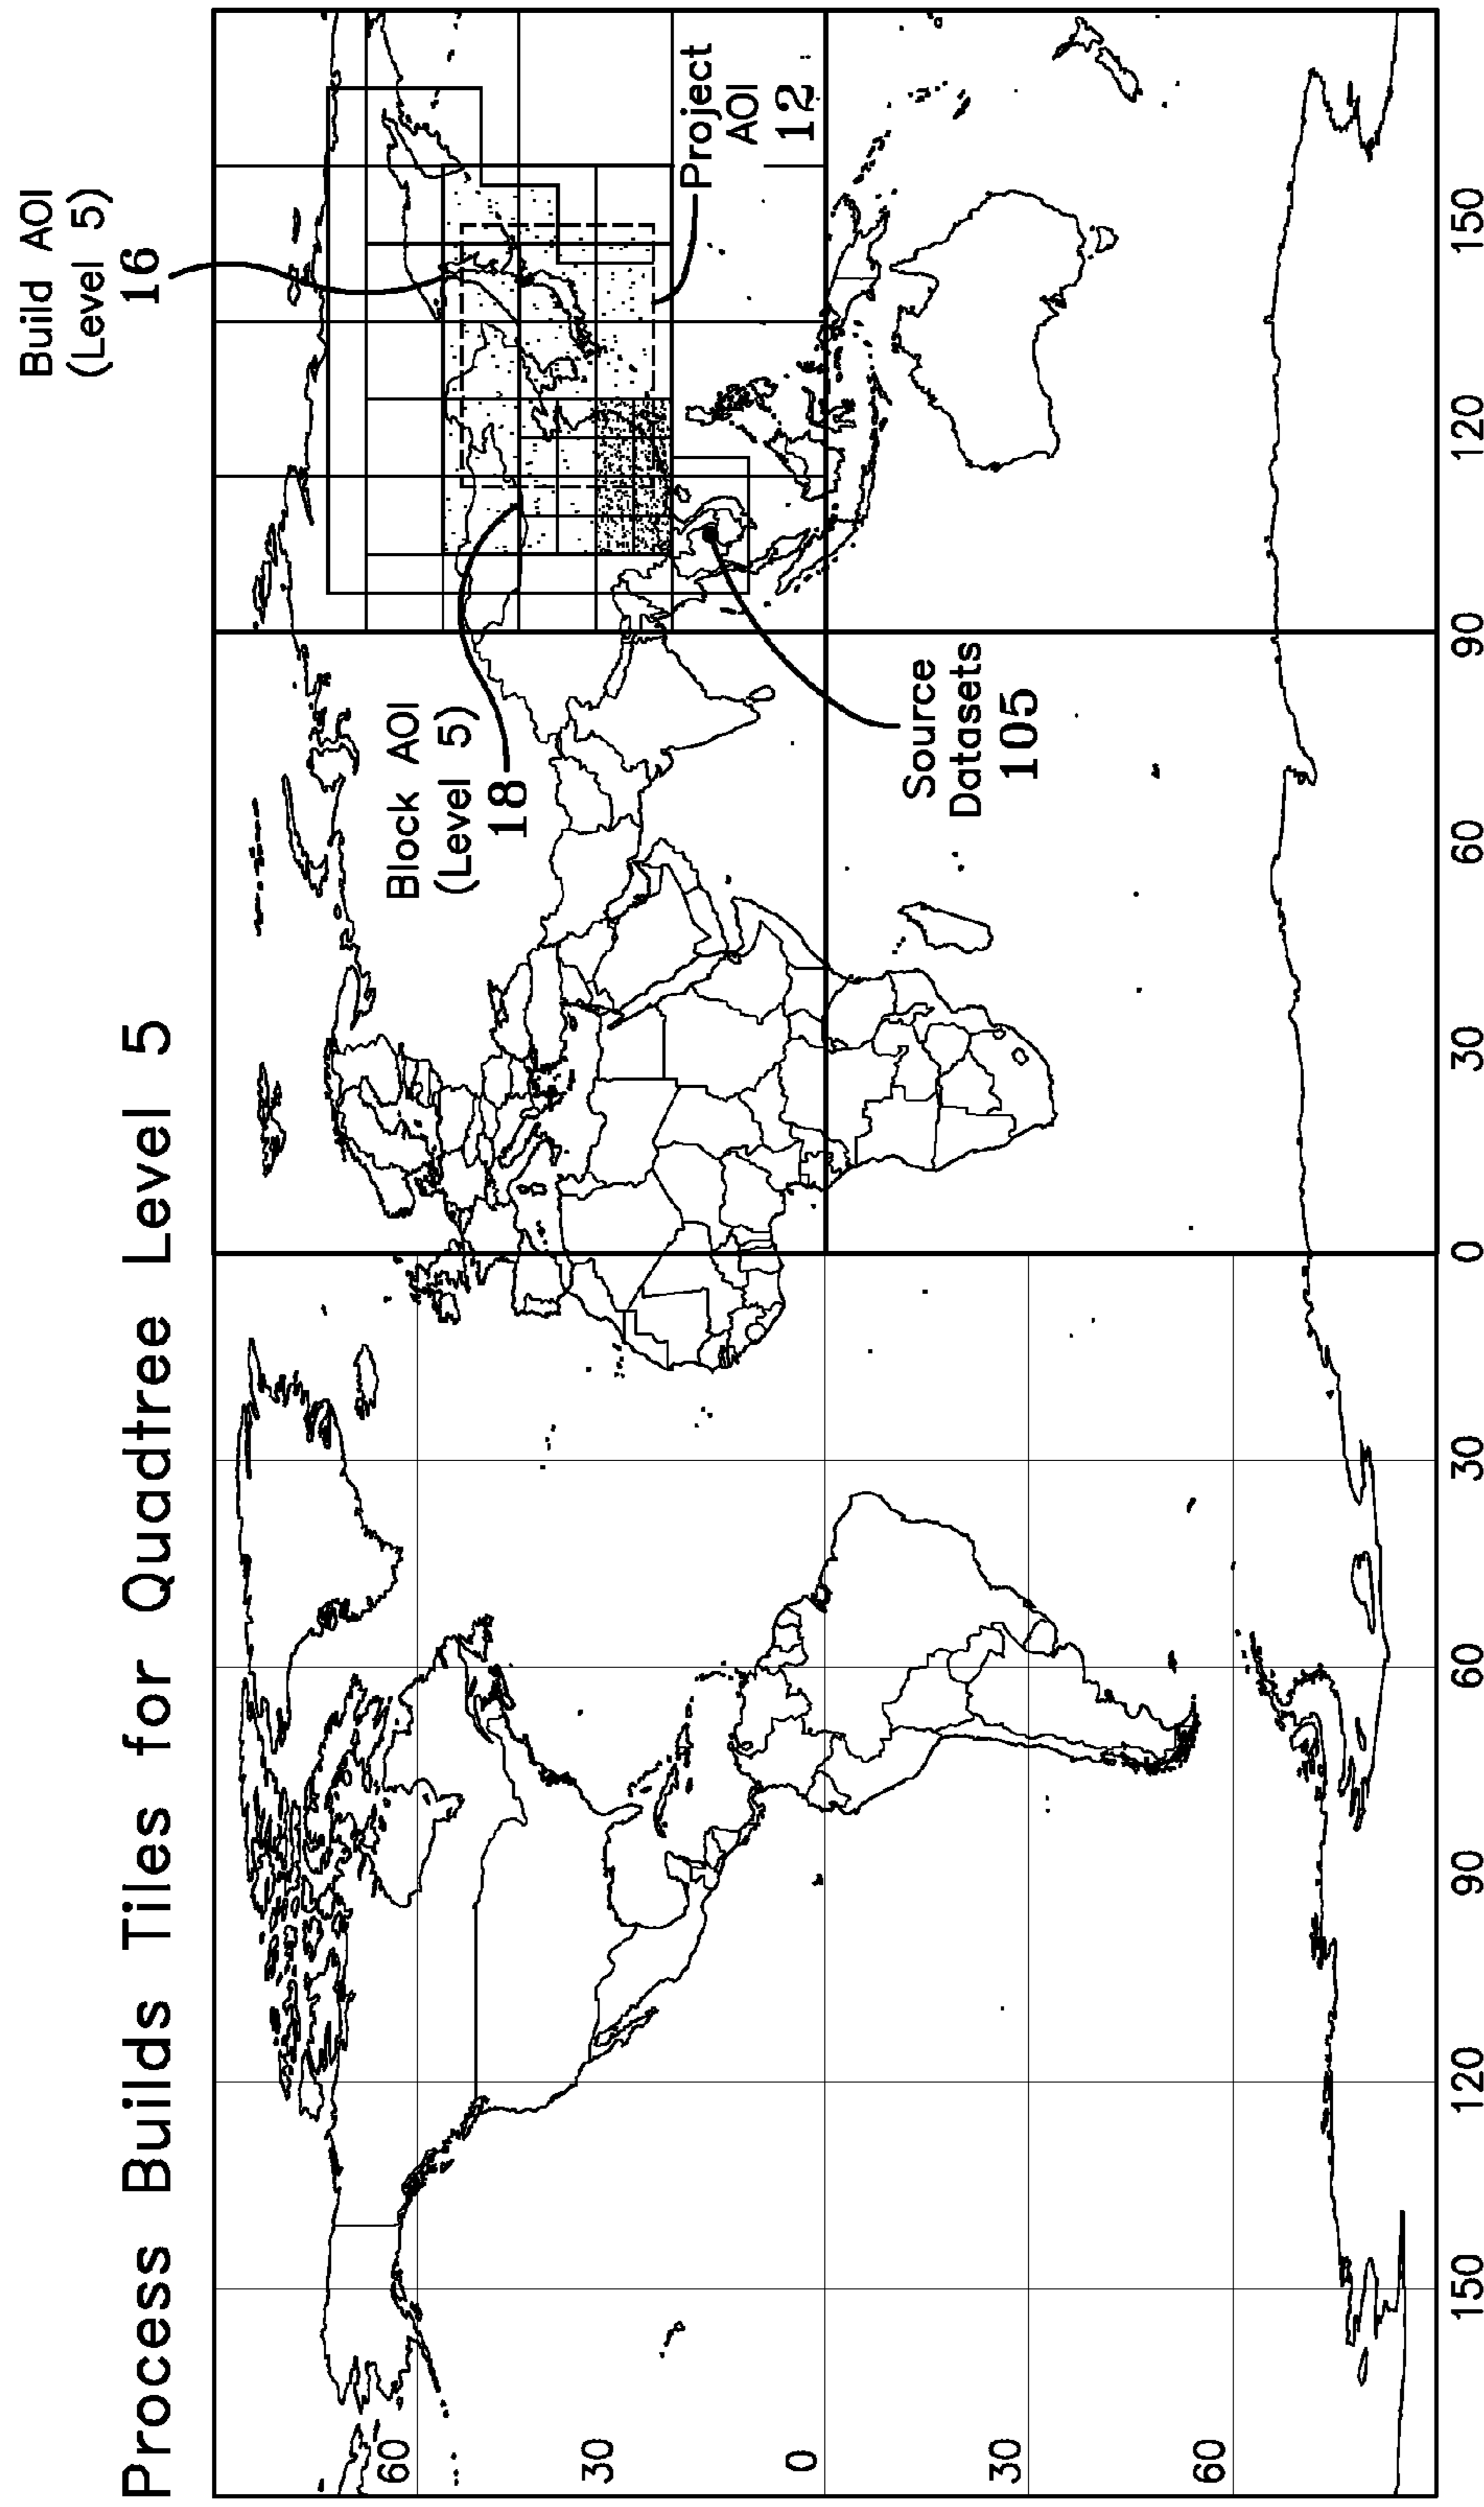 Process Builds Tiles for Quadtree Level 5
Build AOI
(Level 5)
16
Project
AOI
12
Block AOI
(Level 5)
18
Source
Datasets
105
60
30
0
30
60
150
120
90
60
30
0
30
60
90
120
150